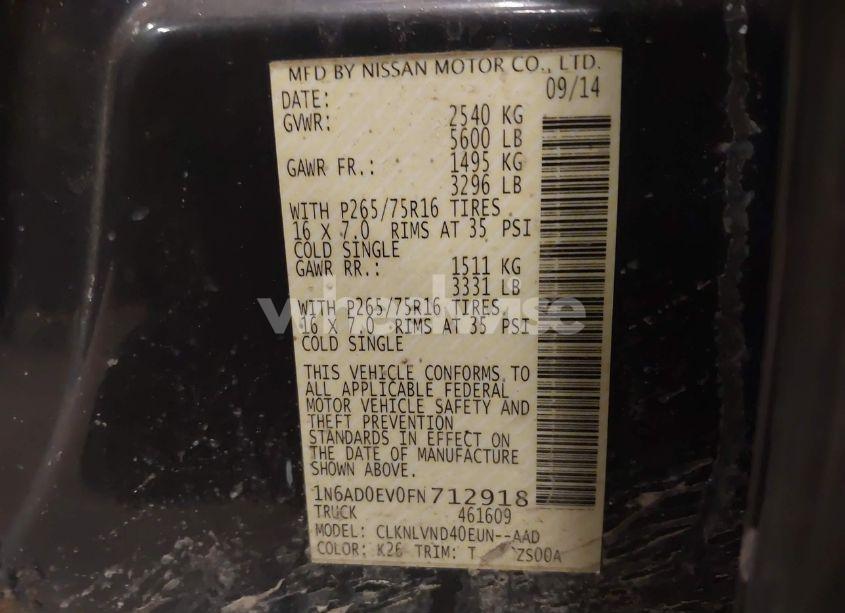 MFD BY NISSAN MOTOR CO., LTD.
DATE: 09/14
GVWR: 2540 KG
5600 LB
GAWR FR.: 1495 KG
3296 LB
WITH P265/75R16 TIRES
16 X 7.0 RIMS AT 35 PSI
COLD SINGLE
GAWR RR.: 1511 KG
3331 LB
WITH P265/75R16 TIRES
16 X 7.0 RIMS AT 35 PSI
COLD SINGLE
THIS VEHICLE CONFORMS TO
ALL APPLICABLE FEDERAL
MOTOR VEHICLE SAFETY AND
THEFT PREVENTION
STANDARDS IN EFFECT ON
THE DATE OF MANUFACTURE
SHOWN ABOVE.
1N6AD0EV0FN712918
TRUCK 461609
MODEL: CLKNLVND40EUN--AAD
COLOR: K26 TRIM: T ZS00A